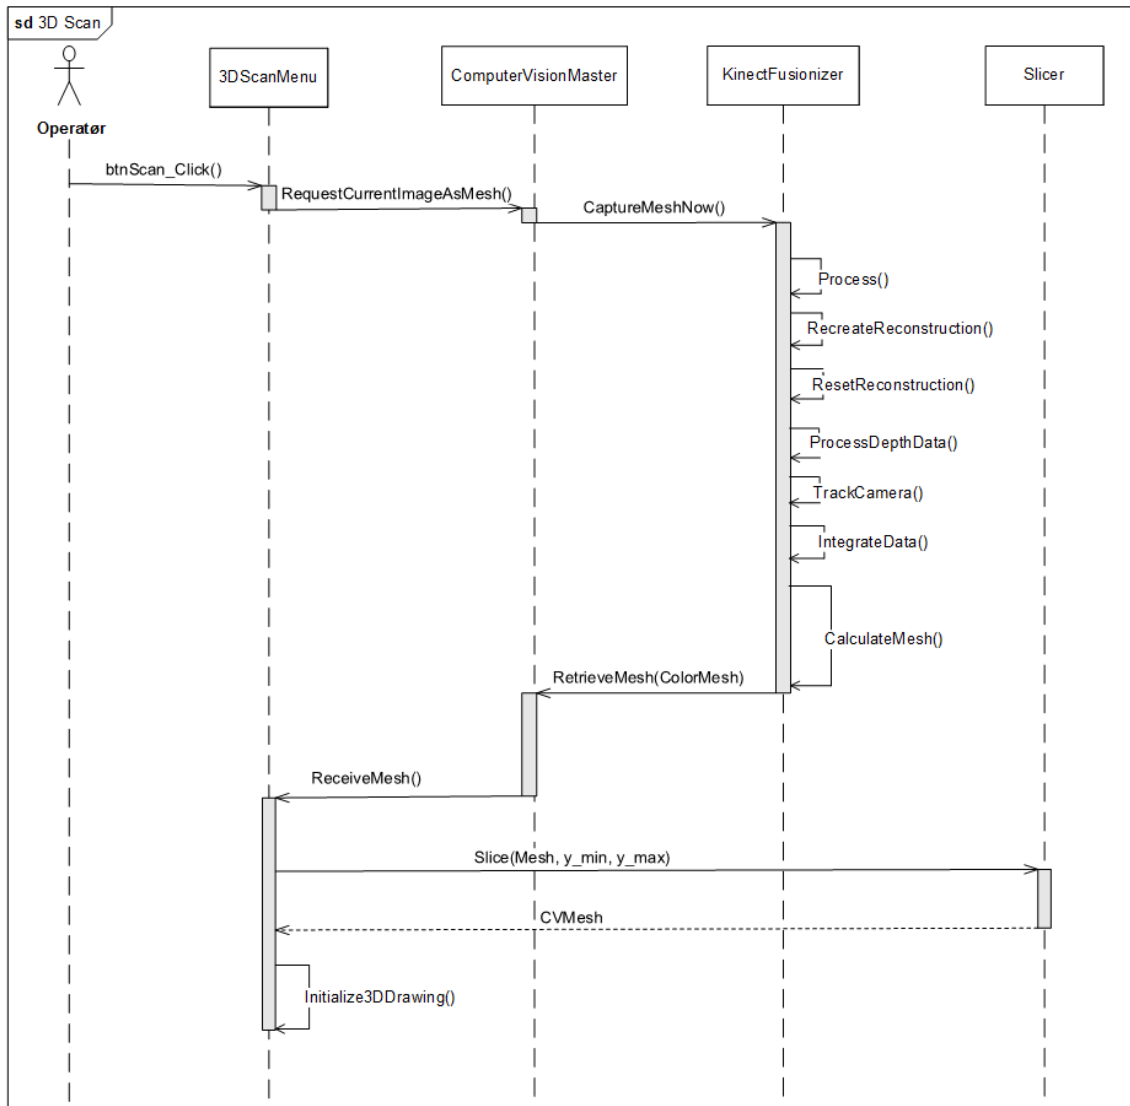 sd 3D Scan
3DScanMenu
ComputerVisionMaster
KinectFusionizer
Slicer
Operatør
btnScan_Click()
RequestCurrentImageAsMesh()
CaptureMeshNow()
Process()
RecreateReconstruction()
ResetReconstruction()
ProcessDepthData()
TrackCamera()
IntegrateData()
CalculateMesh()
RetrieveMesh(ColorMesh)
ReceiveMesh()
Slice(Mesh, y_min, y_max)
CVMesh
Initialize3DDrawing()